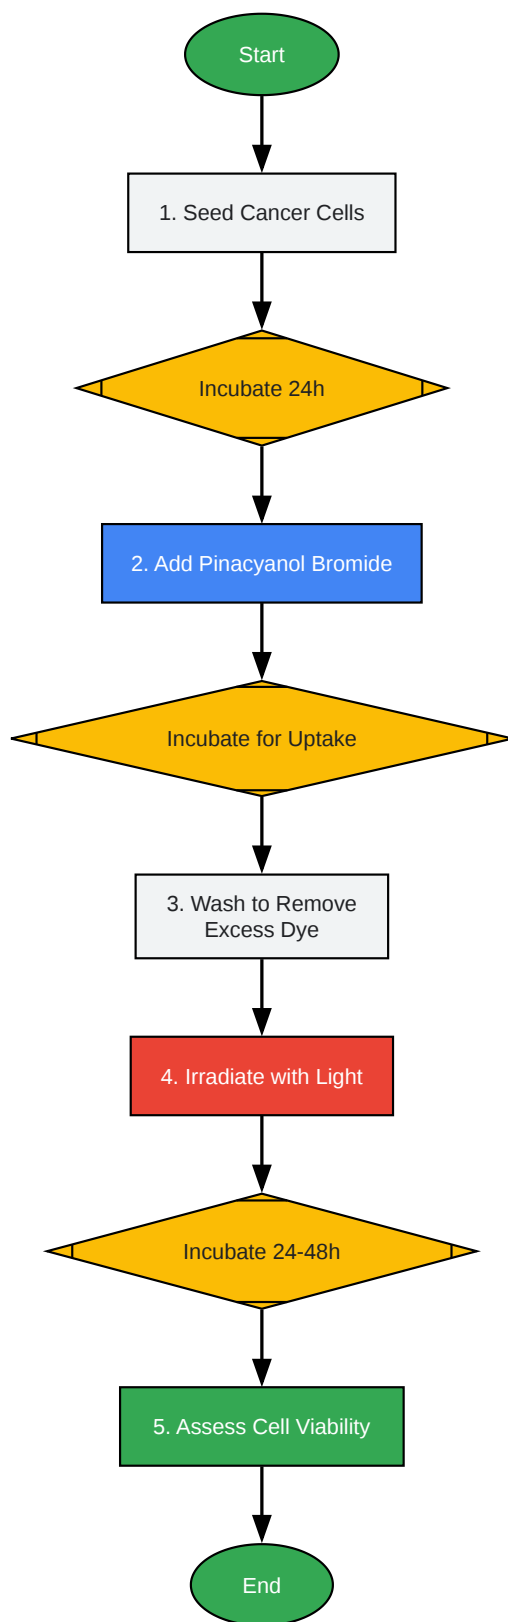 Start
1. Seed Cancer Cells
Incubate 24h
2. Add Pinacyanol Bromide
Incubate for Uptake
3. Wash to Remove
Excess Dye
4. Irradiate with Light
Incubate 24-48h
5. Assess Cell Viability
End